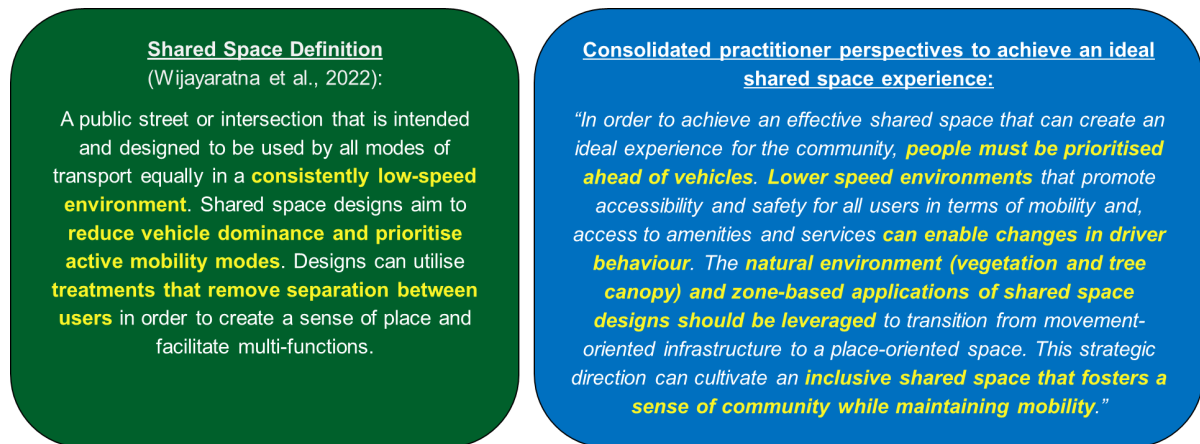 Shared Space Definition
(Wijayaratna et al., 2022):
A public street or intersection that is intended
and designed to be used by all modes of
transport equally in a consistently low-speed
environment. Shared space designs aim to
reduce vehicle dominance and prioritise
active mobility modes. Designs can utilise
treatments that remove separation between
users in order to create a sense of place and
facilitate multi-functions.
Consolidated practitioner perspectives to achieve an ideal
shared space experience:
“In order to achieve an effective shared space that can create an
ideal experience for the community, people must be prioritised
ahead of vehicles. Lower speed environments that promote
accessibility and safety for all users in terms of mobility and,
access to amenities and services can enable changes in driver
behaviour. The natural environment (vegetation and tree
canopy) and zone-based applications of shared space
designs should be leveraged to transition from movement-
oriented infrastructure to a place-oriented space. This strategic
direction can cultivate an inclusive shared space that fosters a
sense of community while maintaining mobility.”